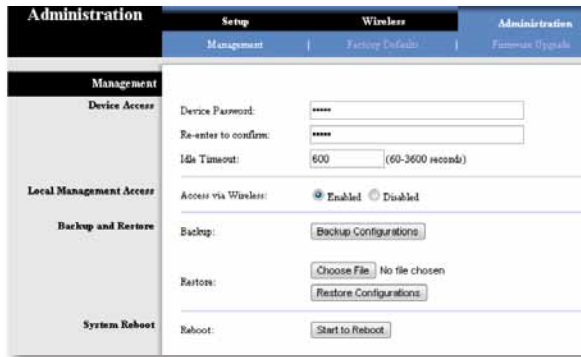 Administration
Setup Wireless Administration
Management | Factory Defaults | Firmware Upgrade
Management
Device Access
Device Password: •••••
Re-enter to confirm: •••••
Idle Timeout: 600 (60-3600 seconds)
Local Management Access
Access via Wireless: Enabled Disabled
Backup and Restore
Backup: Backup Configurations
Restore: Choose File No file chosen
Restore Configurations
System Reboot
Reboot: Start to Reboot